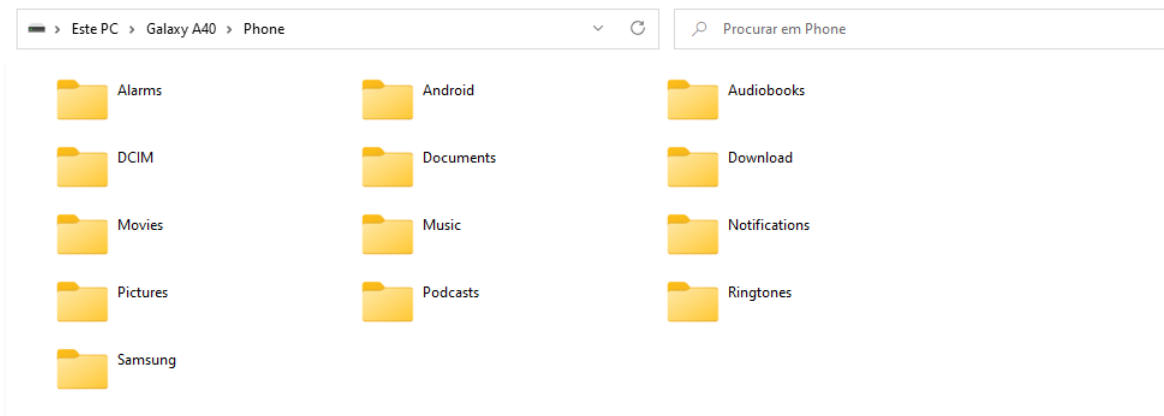 Este PC > Galaxy A40 > Phone
Procurar em Phone
Alarms
Android
Audiobooks
DCIM
Documents
Download
Movies
Music
Notifications
Pictures
Podcasts
Ringtones
Samsung